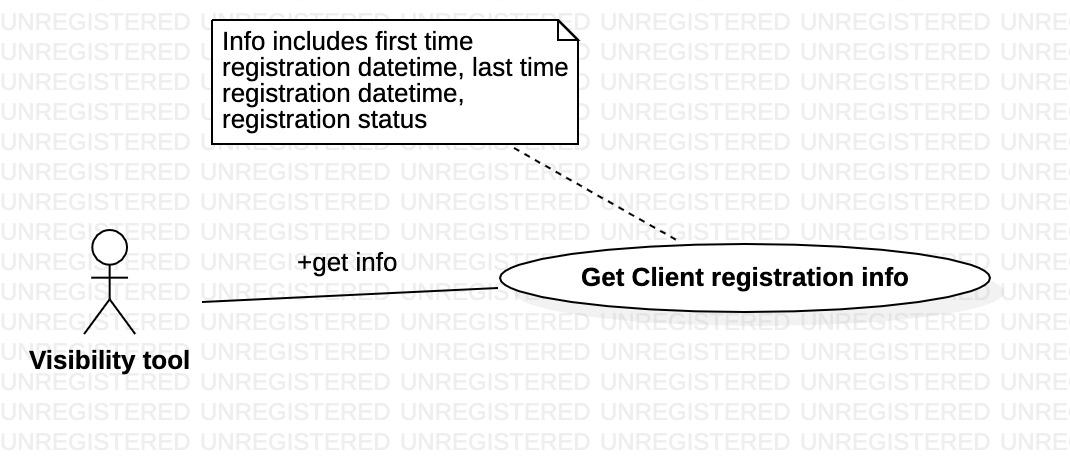 UNREGISTERED UNREGISTERED UNREGISTERED UNREGISTERED UNREGISTERED UNRE
Info includes first time
registration datetime, last time
registration datetime,
registration status
+get info
Get Client registration info
Visibility tool